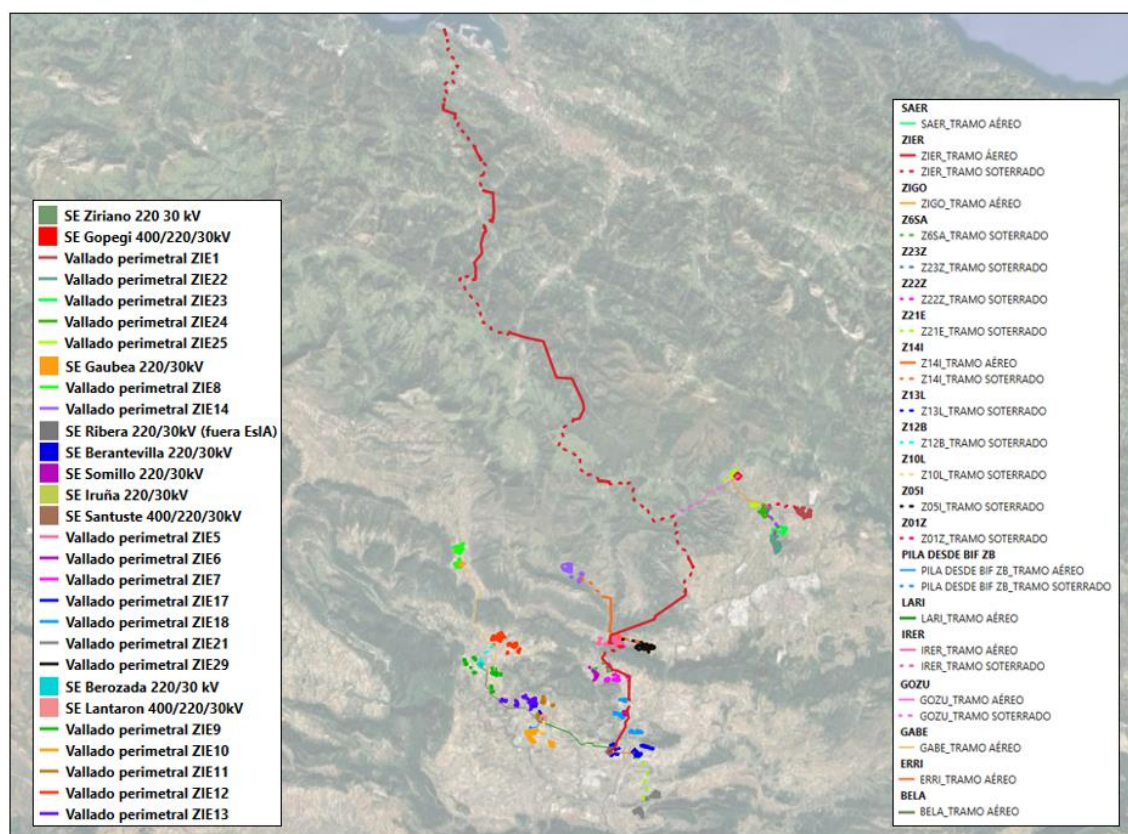 SE Ziriano 220 30 kV
SE Gopegi 400/220/30kV
Vallado perimetral ZIE1
Vallado perimetral ZIE22
Vallado perimetral ZIE23
Vallado perimetral ZIE24
Vallado perimetral ZIE25
SE Gaubea 220/30kV
Vallado perimetral ZIE8
Vallado perimetral ZIE14
SE Ribera 220/30kV (fuera EsIA)
SE Berantevilla 220/30kV
SE Somillo 220/30kV
SE Iruña 220/30kV
SE Santuste 400/220/30kV
Vallado perimetral ZIE5
Vallado perimetral ZIE6
Vallado perimetral ZIE7
Vallado perimetral ZIE17
Vallado perimetral ZIE18
Vallado perimetral ZIE21
Vallado perimetral ZIE29
SE Berozada 220/30 kV
SE Lantaron 400/220/30kV
Vallado perimetral ZIE9
Vallado perimetral ZIE10
Vallado perimetral ZIE11
Vallado perimetral ZIE12
Vallado perimetral ZIE13
SAER
SAER_TRAMO AÉREO
ZIER
ZIER_TRAMO ÁEREO
ZIER_TRAMO SOTERRADO
ZIGO
ZIGO_TRAMO AÉREO
Z6SA
Z6SA_TRAMO SOTERRADO
Z23Z
Z23Z_TRAMO SOTERRADO
Z22Z
Z22Z_TRAMO SOTERRADO
Z21E
Z21E_TRAMO SOTERRADO
Z14I
Z14I_TRAMO AÉREO
Z14I_TRAMO SOTERRADO
Z13L
Z13L_TRAMO SOTERRADO
Z12B
Z12B_TRAMO SOTERRADO
Z10L
Z10L_TRAMO SOTERRADO
Z05I
Z05I_TRAMO SOTERRADO
Z01Z
Z01Z_TRAMO SOTERRADO
PILA DESDE BIF ZB
PILA DESDE BIF ZB_TRAMO AÉREO
PILA DESDE BIF ZB_TRAMO SOTERRADO
LARI
LARI_TRAMO AÉREO
IRER
IRER_TRAMO AÉREO
IRER_TRAMO SOTERRADO
GOZU
GOZU_TRAMO AÉREO
GOZU_TRAMO SOTERRADO
GABE
GABE_TRAMO AÉREO
ERRI
ERRI_TRAMO AÉREO
BELA
BELA_TRAMO AÉREO